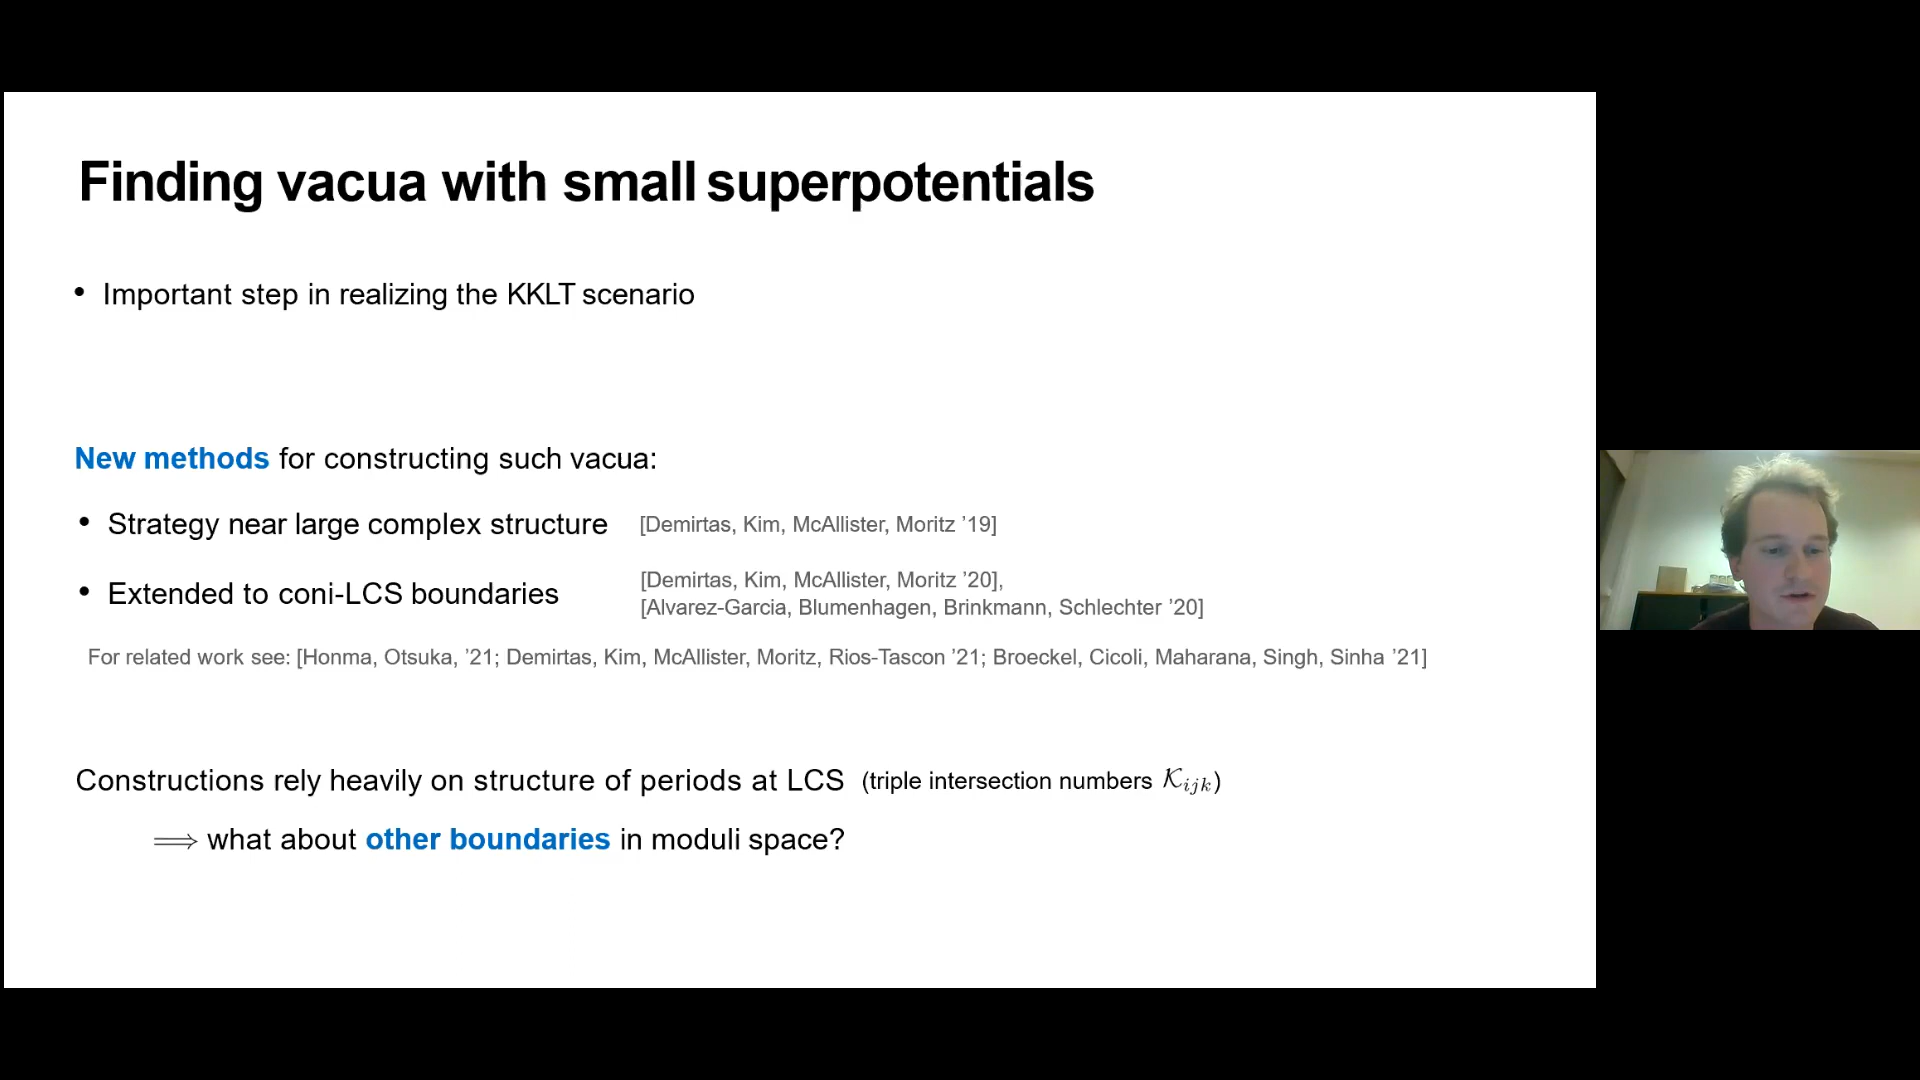 Finding vacua with small superpotentials
• Important step in realizing the KKLT scenario
New methods for constructing such vacua:
• Strategy near large complex structure [Demirtas, Kim, McAllister, Moritz ’19]
• Extended to coni-LCS boundaries [Demirtas, Kim, McAllister, Moritz ’20],
[Alvarez-Garcia, Blumenhagen, Brinkmann, Schlechter ’20]
For related work see: [Honma, Otsuka, ’21; Demirtas, Kim, McAllister, Moritz, Rios-Tascon ’21; Broeckel, Cicoli, Maharana, Singh, Sinha ’21]
Constructions rely heavily on structure of periods at LCS (triple intersection numbers 𝒦ᵢⱼₖ)
⟹ what about other boundaries in moduli space?